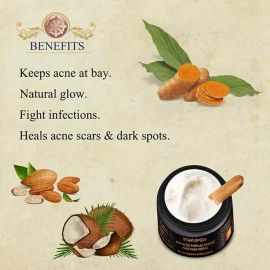 BENEFITS
Keeps acne at bay.
Natural glow.
Fight infections.
Heals acne scars & dark spots.